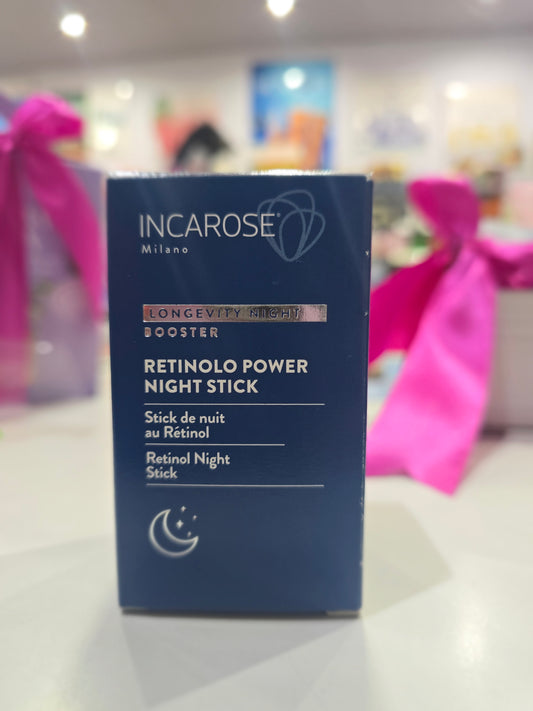 INCAROSE®
Milano
LONGEVITY NIGHT
BOOSTER
RETINOLO POWER
NIGHT STICK
Stick de nuit
au Rétinol
Retinol Night
Stick